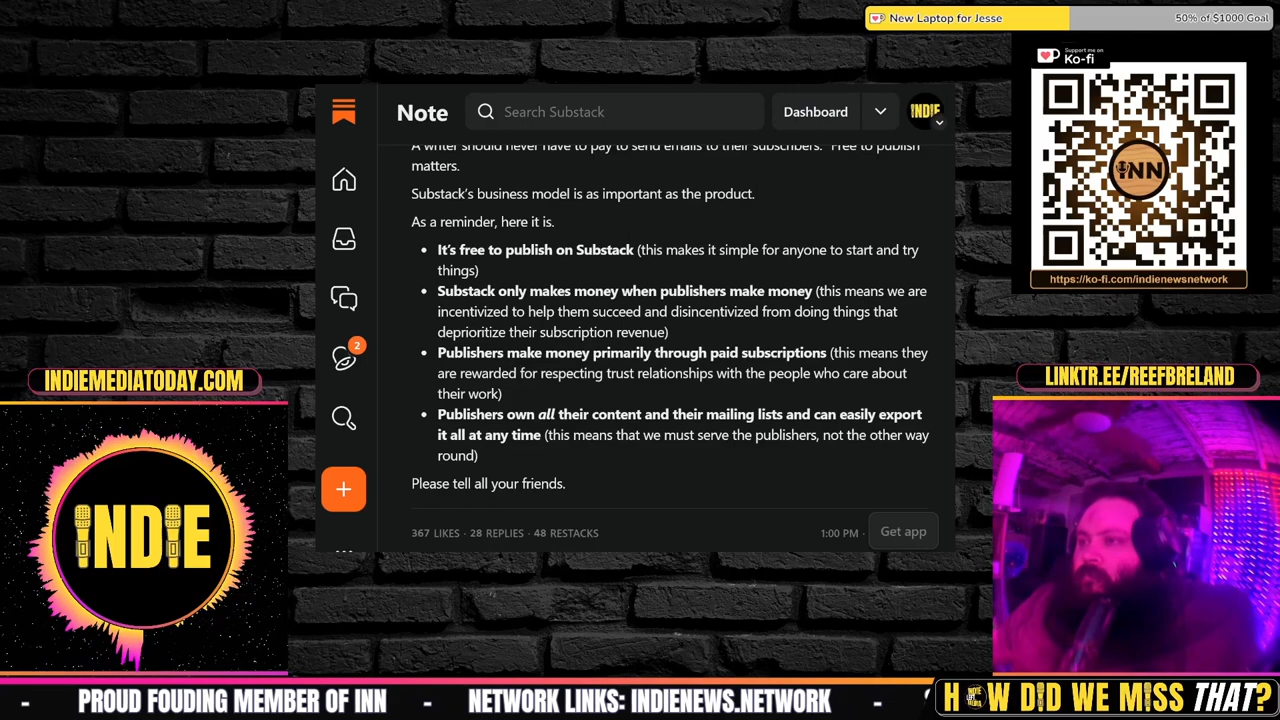 New Laptop for Jesse
50% of $1000 Goal
Support me on
Ko-fi
INN
https://ko-fi.com/indienewsnetwork
Note
Search Substack
Dashboard
INDIE
A writer should never have to pay to send emails to their subscribers. "Free to publish"
matters.
Substack's business model is as important as the product.
As a reminder, here it is.
• It's free to publish on Substack (this makes it simple for anyone to start and try
things)
• Substack only makes money when publishers make money (this means we are
incentivized to help them succeed and disincentivized from doing things that
deprioritize their subscription revenue)
• Publishers make money primarily through paid subscriptions (this means they
are rewarded for respecting trust relationships with the people who care about
their work)
• Publishers own all their content and their mailing lists and can easily export
it all at any time (this means that we must serve the publishers, not the other way
round)
Please tell all your friends.
367 LIKES · 28 REPLIES · 48 RESTACKS
1:00 PM ·
Get app
2
INDIEMEDIATODAY.COM
INDIE
LINKTR.EE/REEFBRELAND
- PROUD FOUDING MEMBER OF INN - NETWORK LINKS: INDIENEWS.NETWORK -
HOW DID WE MISS THAT?